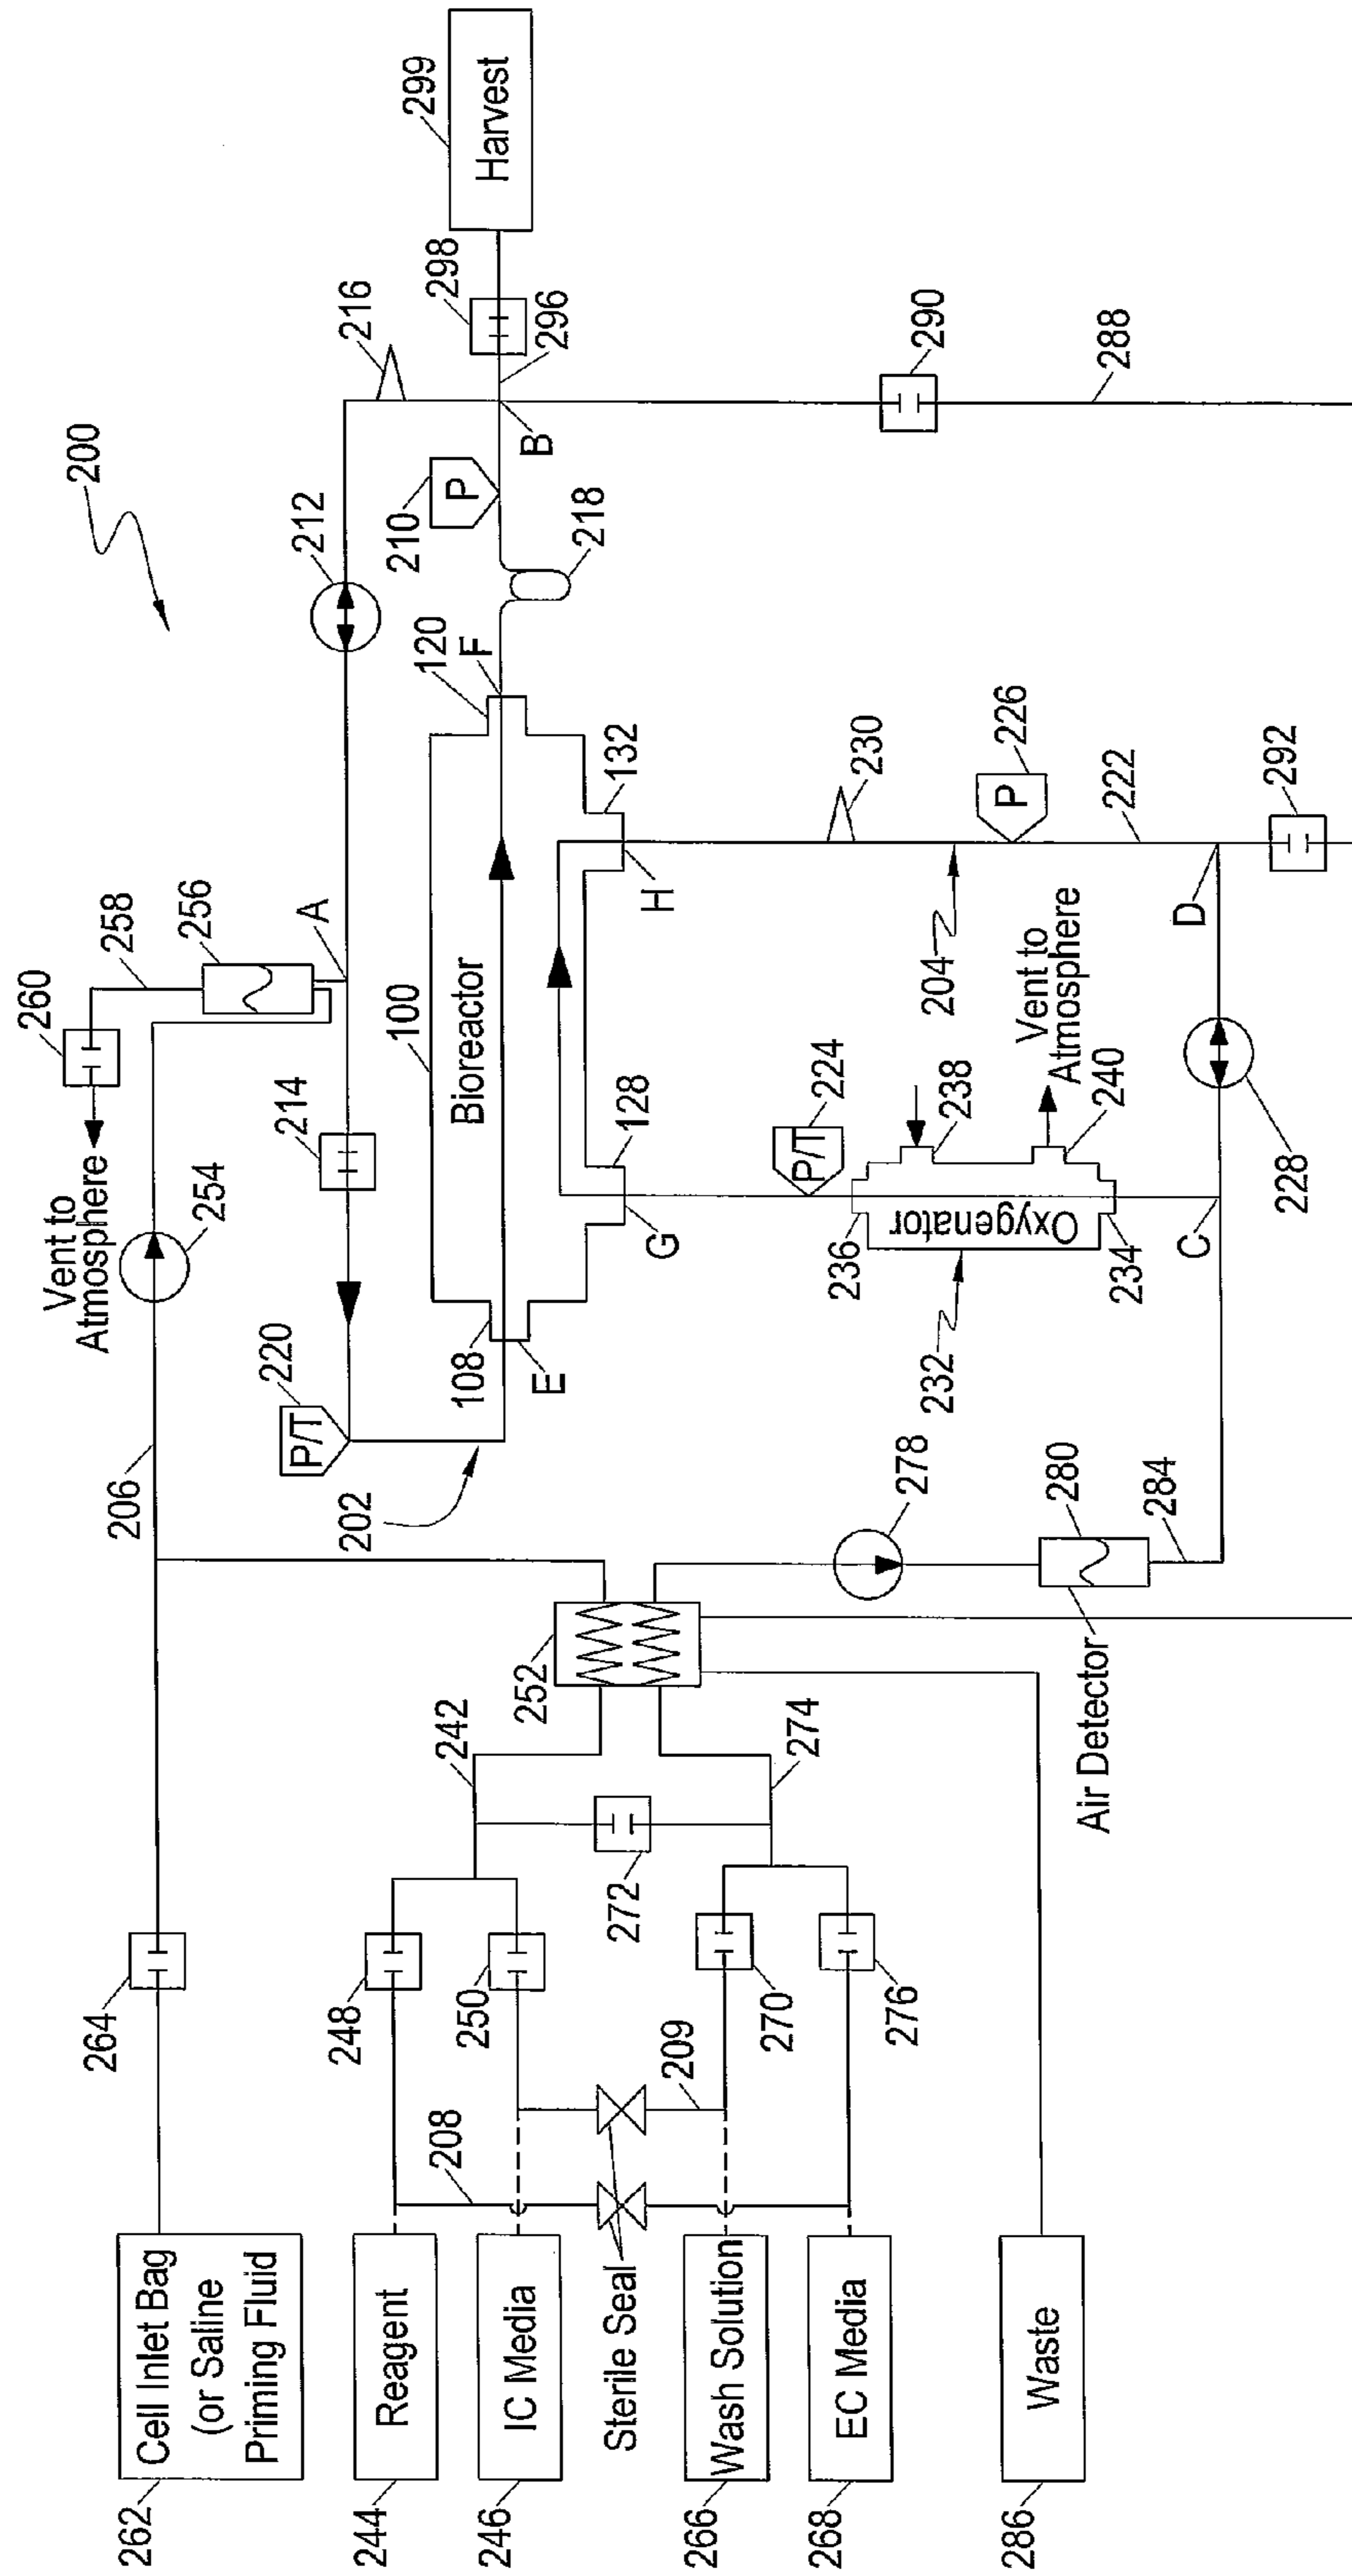 200
Vent to
Atmosphere
260
258
256
254
A
212
216
206
264
262
Cell Inlet Bag
(or Saline
Priming Fluid
220
P/T
214
202
100
Bioreactor
108
E
120
F
210
P
218
B
296
298
299
Harvest
128
G
132
H
290
288
230
226
P
222
204
D
292
Vent to
Atmosphere
224
P/T
238
240
236
Oxygenator
234
232
C
228
278
280
284
Air Detector
252
242
274
272
248
250
270
276
209
208
Sterile Seal
244
Reagent
246
IC Media
266
Wash Solution
268
EC Media
286
Waste